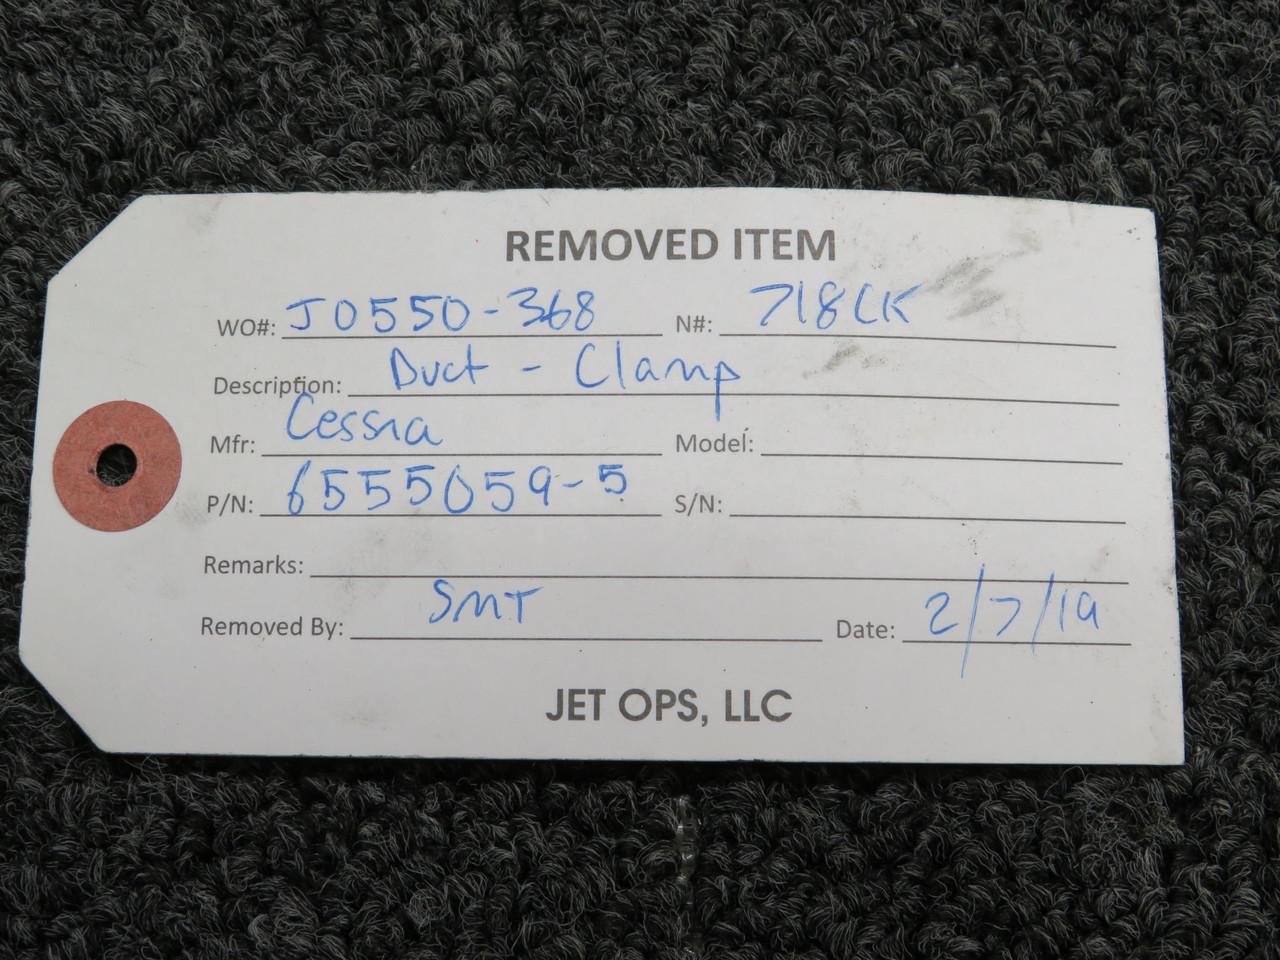 REMOVED ITEM
WO#: J0550-368 N#: 718CK
Description: Duct - Clamp
Mfr: Cessna Model:
P/N: 6555059-5 S/N:
Remarks:
Removed By: SMT Date: 2/7/19
JET OPS, LLC